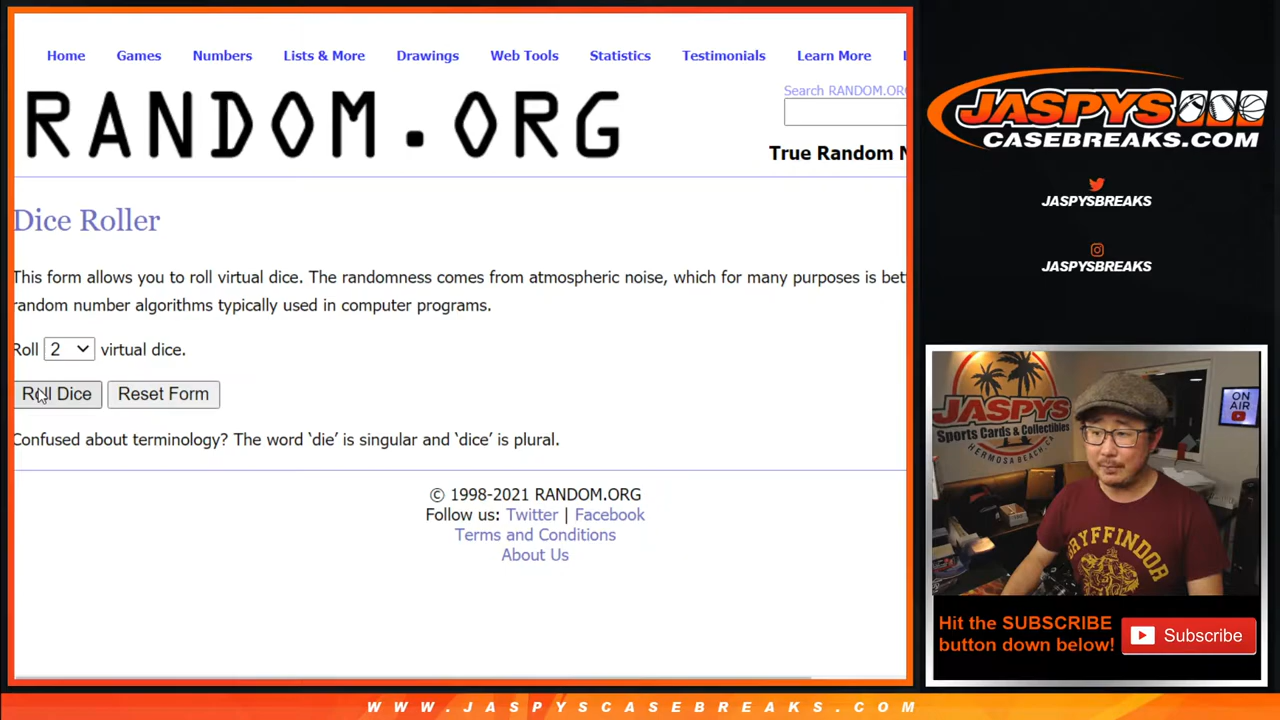 Home Games Numbers Lists & More Drawings Web Tools Statistics Testimonials Learn More
RANDOM.ORG
Search RANDOM.ORG
True Random N
Dice Roller
This form allows you to roll virtual dice. The randomness comes from atmospheric noise, which for many purposes is bet
random number algorithms typically used in computer programs.
Roll 2 virtual dice.
Roll Dice Reset Form
Confused about terminology? The word ‘die’ is singular and ‘dice’ is plural.
© 1998-2021 RANDOM.ORG
Follow us: Twitter | Facebook
Terms and Conditions
About Us
JASPYS
CASEBREAKS.COM
JASPYSBREAKS
JASPYSBREAKS
JASPYS
Sports Cards & Collectibles
HERMOSA BEACH, CA
ON
AIR
GRYFFINDOR
Hit the SUBSCRIBE
button down below!
Subscribe
WWW.JASPYSCASEBREAKS.COM